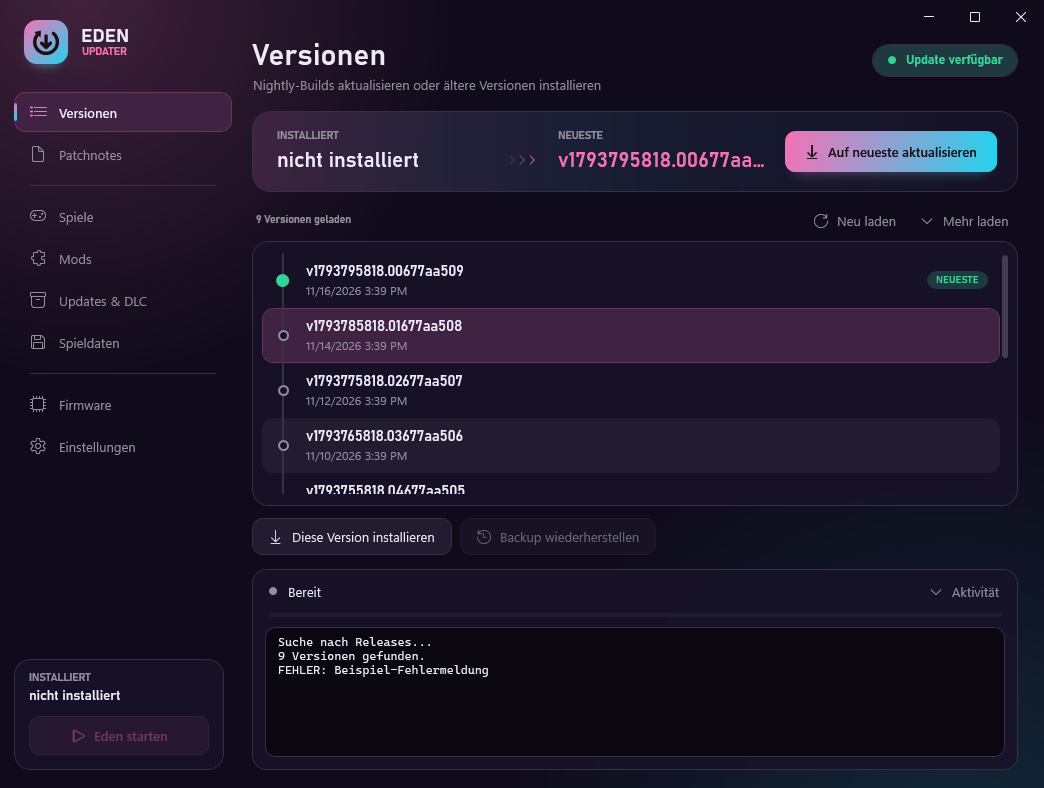 EDEN
UPDATER
Versionen
Patchnotes
Spiele
Mods
Updates & DLC
Spieldaten
Firmware
Einstellungen
INSTALLIERT
nicht installiert
Eden starten
Versionen
Nightly-Builds aktualisieren oder ältere Versionen installieren
Update verfügbar
INSTALLIERT
nicht installiert
NEUESTE
v1793795818.00677aa...
Auf neueste aktualisieren
9 Versionen geladen
Neu laden
Mehr laden
v1793795818.00677aa509
11/16/2026 3:39 PM
NEUESTE
v1793785818.01677aa508
11/14/2026 3:39 PM
v1793775818.02677aa507
11/12/2026 3:39 PM
v1793765818.03677aa506
11/10/2026 3:39 PM
v1793755818.04677aa505
Diese Version installieren
Backup wiederherstellen
Bereit
Aktivität
Suche nach Releases...
9 Versionen gefunden.
FEHLER: Beispiel-Fehlermeldung